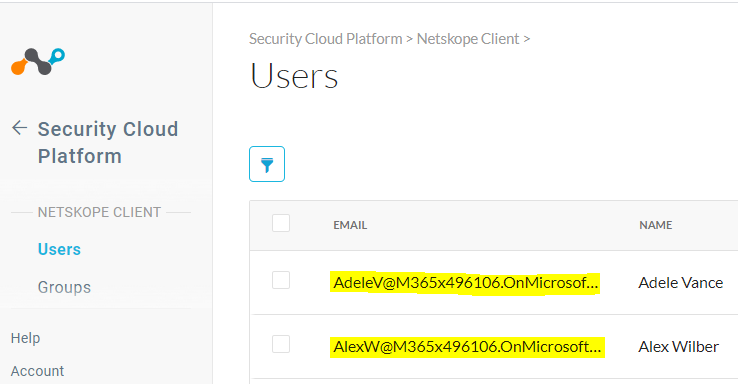 Security Cloud Platform > Netskope Client >
Users
Security Cloud
Platform
NETSKOPE CLIENT
Users
Groups
Help
Account
EMAIL NAME
AdeleV@M365x496106.OnMicrosof... Adele Vance
AlexW@M365x496106.OnMicrosoft... Alex Wilber